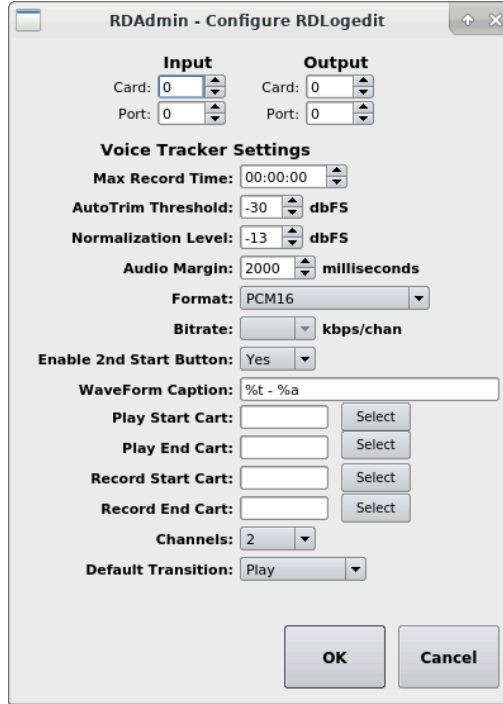 RDAdmin - Configure RDLogedit
Input Output
Card: 0 Card: 0
Port: 0 Port: 0
Voice Tracker Settings
Max Record Time: 00:00:00
AutoTrim Threshold: -30 dbFS
Normalization Level: -13 dbFS
Audio Margin: 2000 milliseconds
Format: PCM16
Bitrate: kbps/chan
Enable 2nd Start Button: Yes
WaveForm Caption: %t - %a
Play Start Cart: Select
Play End Cart: Select
Record Start Cart: Select
Record End Cart: Select
Channels: 2
Default Transition: Play
OK Cancel